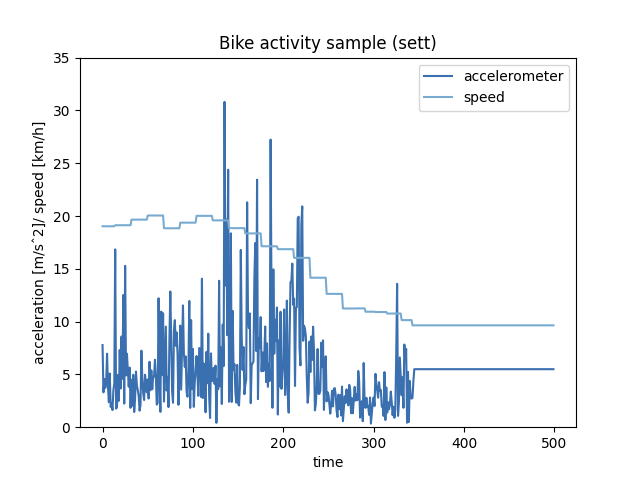 Bike activity sample (sett)
accelerometer
speed
acceleration [m/s^2]/ speed [km/h]
35
30
25
20
15
10
5
0
0 100 200 300 400 500
time